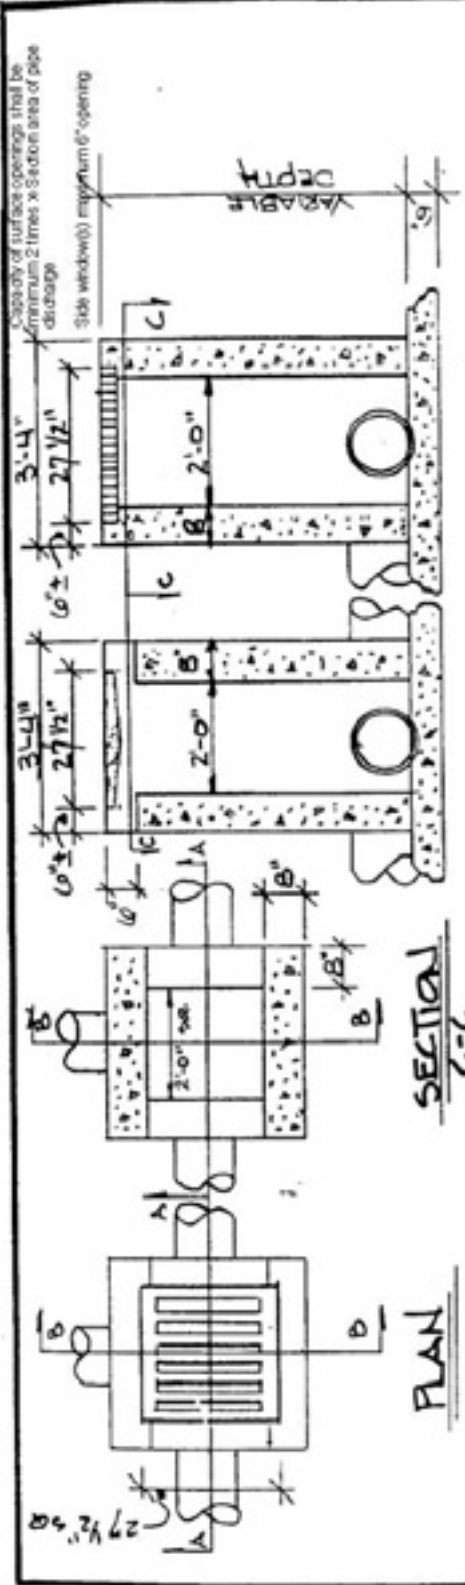 Capacity of surface openings shall be
minimum 2 times x-Section area of pipe
discharge
Side window(s) maximum 6" opening
3'-4"
27 1/2"
6"±
C
2'-0"
8"
VARIABLE
DEPTH
6"
C
3'-4"
27 1/2"
6"±
6"
8"
2'-0"
C
A
B
8"
2'-0" SQ.
8"
B
SECTION
C-C
A
B
B
PLAN
27 1/2" SQ
A